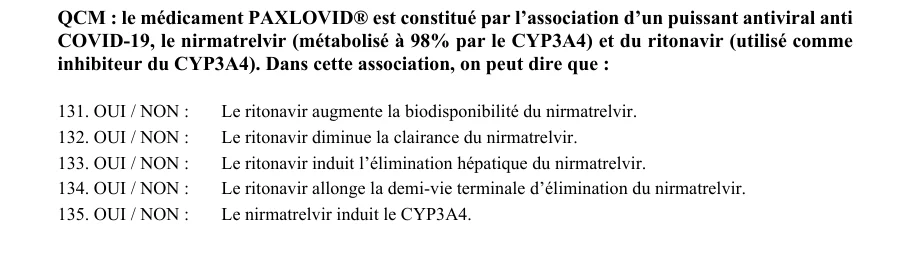 QCM : le médicament PAXLOVID® est constitué par l’association d’un puissant antiviral anti
COVID-19, le nirmatrelvir (métabolisé à 98% par le CYP3A4) et du ritonavir (utilisé comme
inhibiteur du CYP3A4). Dans cette association, on peut dire que :
131. OUI / NON : Le ritonavir augmente la biodisponibilité du nirmatrelvir.
132. OUI / NON : Le ritonavir diminue la clairance du nirmatrelvir.
133. OUI / NON : Le ritonavir induit l’élimination hépatique du nirmatrelvir.
134. OUI / NON : Le ritonavir allonge la demi-vie terminale d’élimination du nirmatrelvir.
135. OUI / NON : Le nirmatrelvir induit le CYP3A4.